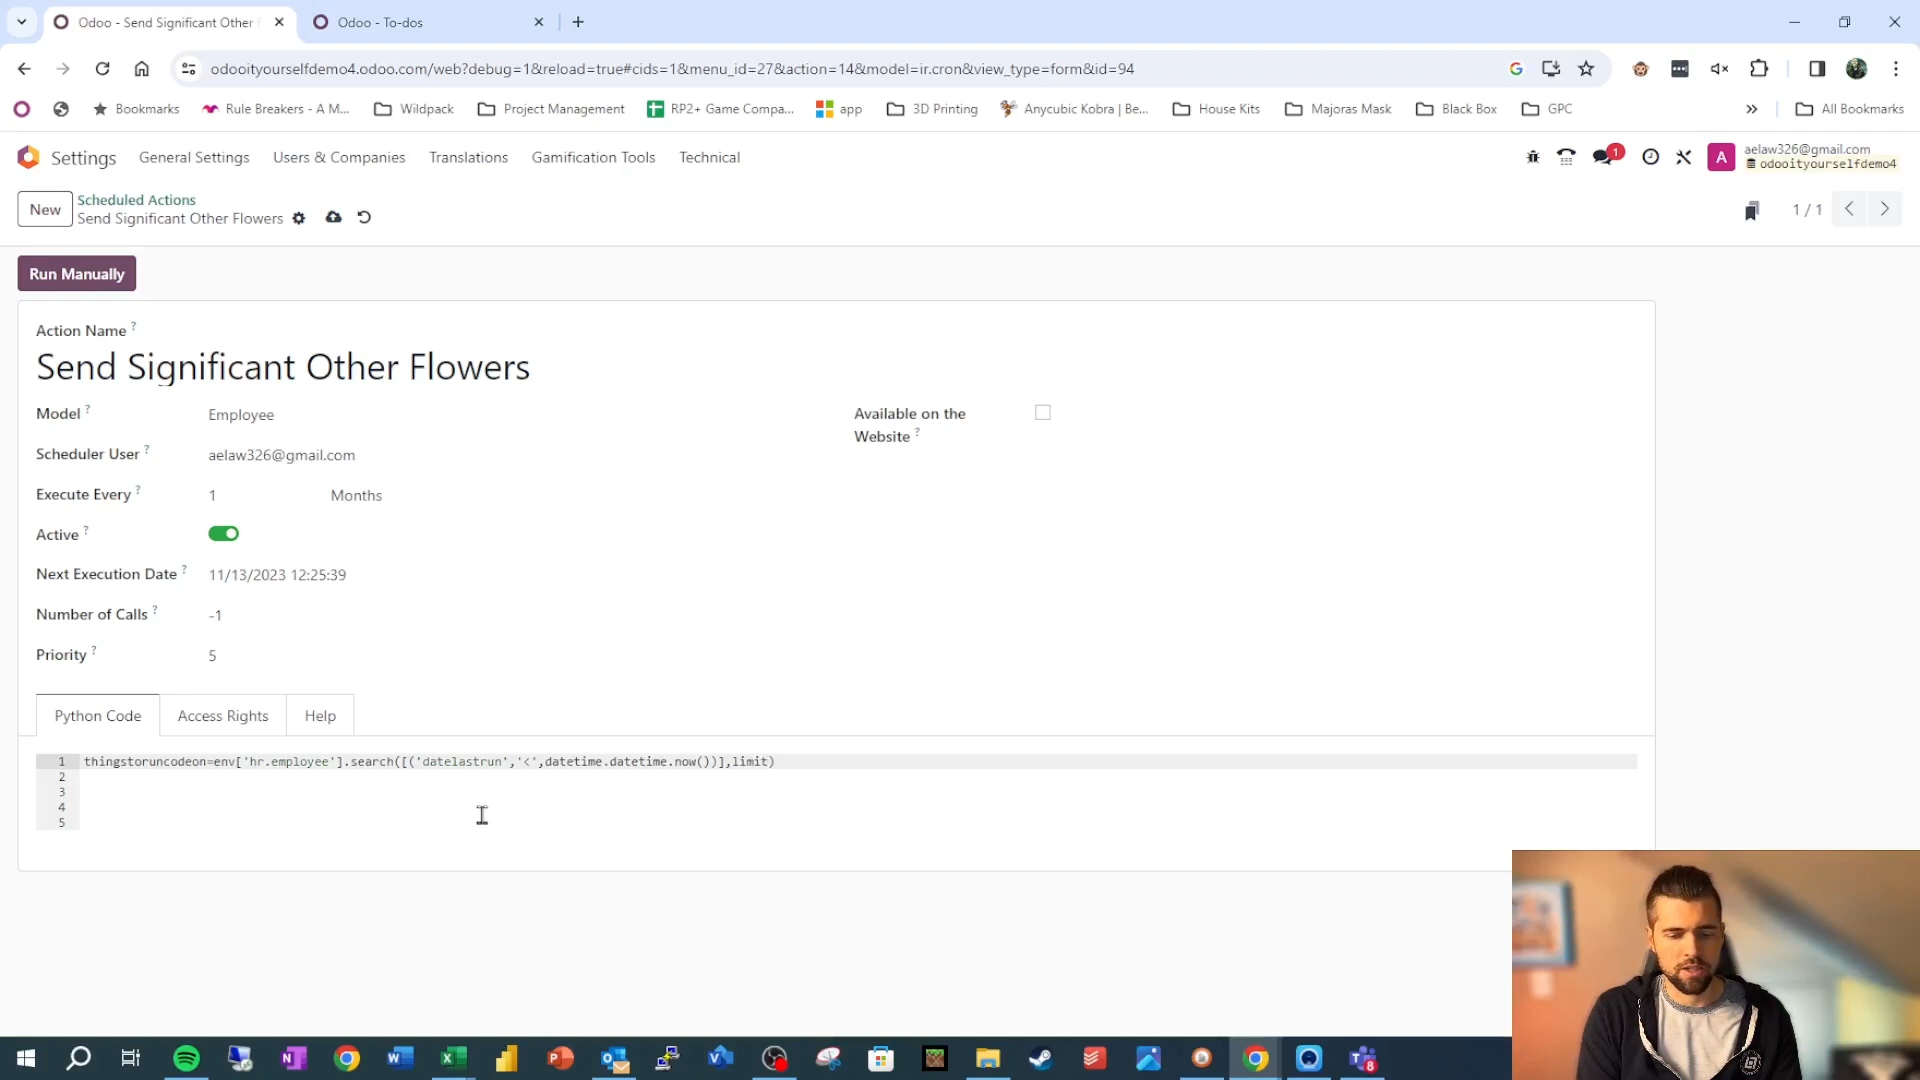 Odoo - Send Significant Other F
Odoo - To-dos
odooityourselfdemo4.odoo.com/web?debug=1&reload=true#cids=1&menu_id=27&action=14&model=ir.cron&view_type=form&id=94
Bookmarks
Rule Breakers - A M...
Wildpack
Project Management
RP2+ Game Compa...
app
3D Printing
Anycubic Kobra | Be...
House Kits
Majoras Mask
Black Box
GPC
All Bookmarks
Settings
General Settings
Users & Companies
Translations
Gamification Tools
Technical
1
A
aelaw326@gmail.com
odooityourselfdemo4
New
Scheduled Actions
Send Significant Other Flowers
1 / 1
Run Manually
Action Name ?
Send Significant Other Flowers
Model ?
Employee
Available on the
Website ?
Scheduler User ?
aelaw326@gmail.com
Execute Every ?
1
Months
Active ?
Next Execution Date ?
11/13/2023 12:25:39
Number of Calls ?
-1
Priority ?
5
Python Code
Access Rights
Help
1 thingstoruncodeon=env['hr.employee'].search([('datelastrun','<',datetime.datetime.now())],limit)
2
3
4
5
8